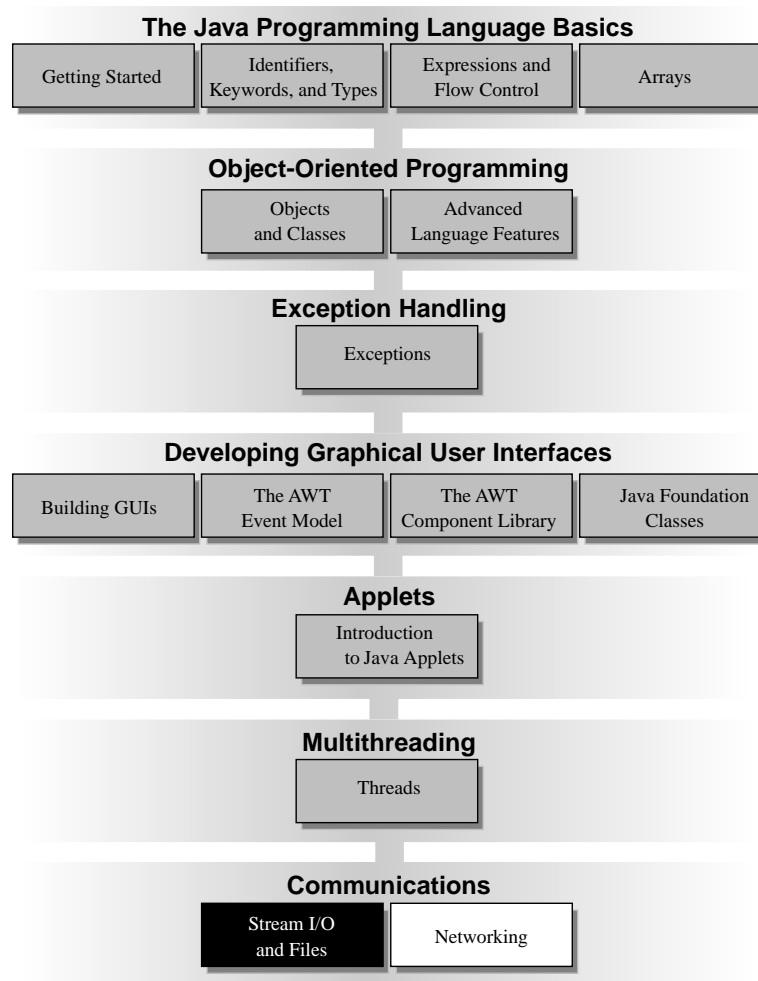 The Java Programming Language Basics
Getting Started
Identifiers,
Keywords, and Types
Expressions and
Flow Control
Arrays
Object-Oriented Programming
Objects
and Classes
Advanced
Language Features
Exception Handling
Exceptions
Developing Graphical User Interfaces
Building GUIs
The AWT
Event Model
The AWT
Component Library
Java Foundation
Classes
Applets
Introduction
to Java Applets
Multithreading
Threads
Communications
Stream I/O
and Files
Networking